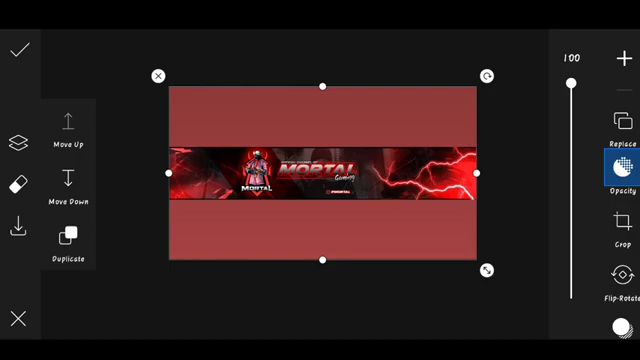 100
Move Up
Move Down
Duplicate
Replace
Opacity
Crop
Flip-Rotate
MORTAL
MORTAL
Gaming